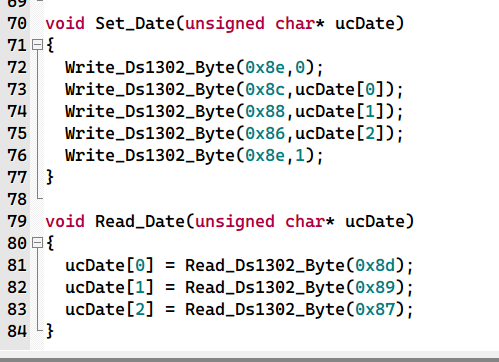 69
70 void Set_Date(unsigned char* ucDate)
71 {
72   Write_Ds1302_Byte(0x8e,0);
73   Write_Ds1302_Byte(0x8c,ucDate[0]);
74   Write_Ds1302_Byte(0x88,ucDate[1]);
75   Write_Ds1302_Byte(0x86,ucDate[2]);
76   Write_Ds1302_Byte(0x8e,1);
77 }
78
79 void Read_Date(unsigned char* ucDate)
80 {
81   ucDate[0] = Read_Ds1302_Byte(0x8d);
82   ucDate[1] = Read_Ds1302_Byte(0x89);
83   ucDate[2] = Read_Ds1302_Byte(0x87);
84 }